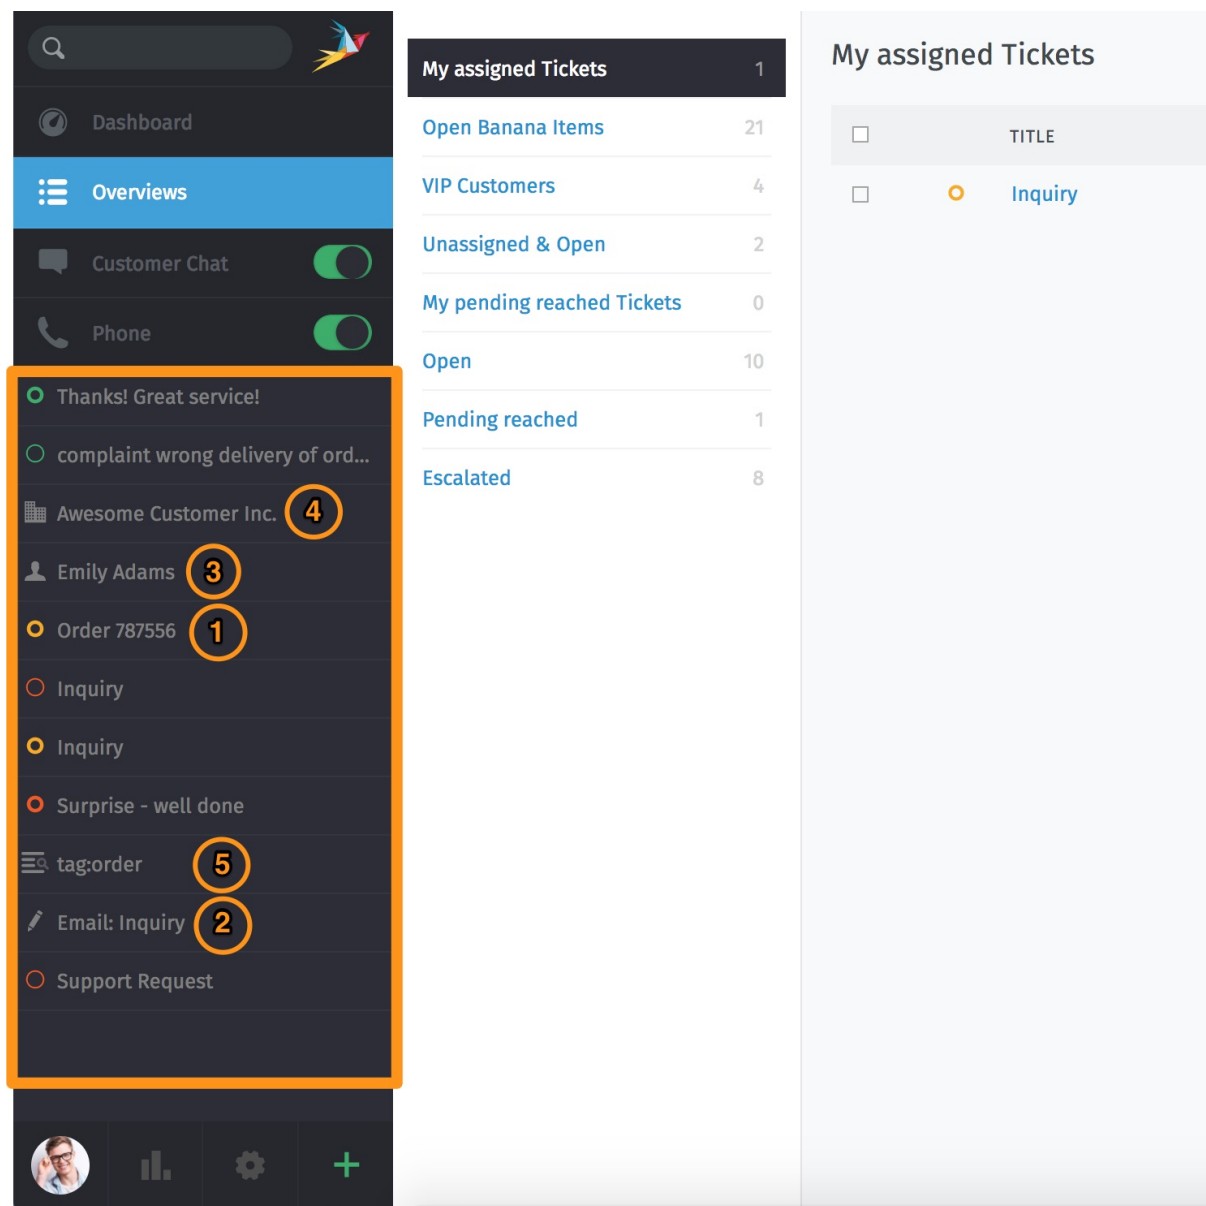 Dashboard
Overviews
Customer Chat
Phone
Thanks! Great service!
complaint wrong delivery of ord...
Awesome Customer Inc. 4
Emily Adams 3
Order 787556 1
Inquiry
Inquiry
Surprise - well done
tag:order 5
Email: Inquiry 2
Support Request
My assigned Tickets 1
Open Banana Items 21
VIP Customers 4
Unassigned & Open 2
My pending reached Tickets 0
Open 10
Pending reached 1
Escalated 8
My assigned Tickets
TITLE
Inquiry